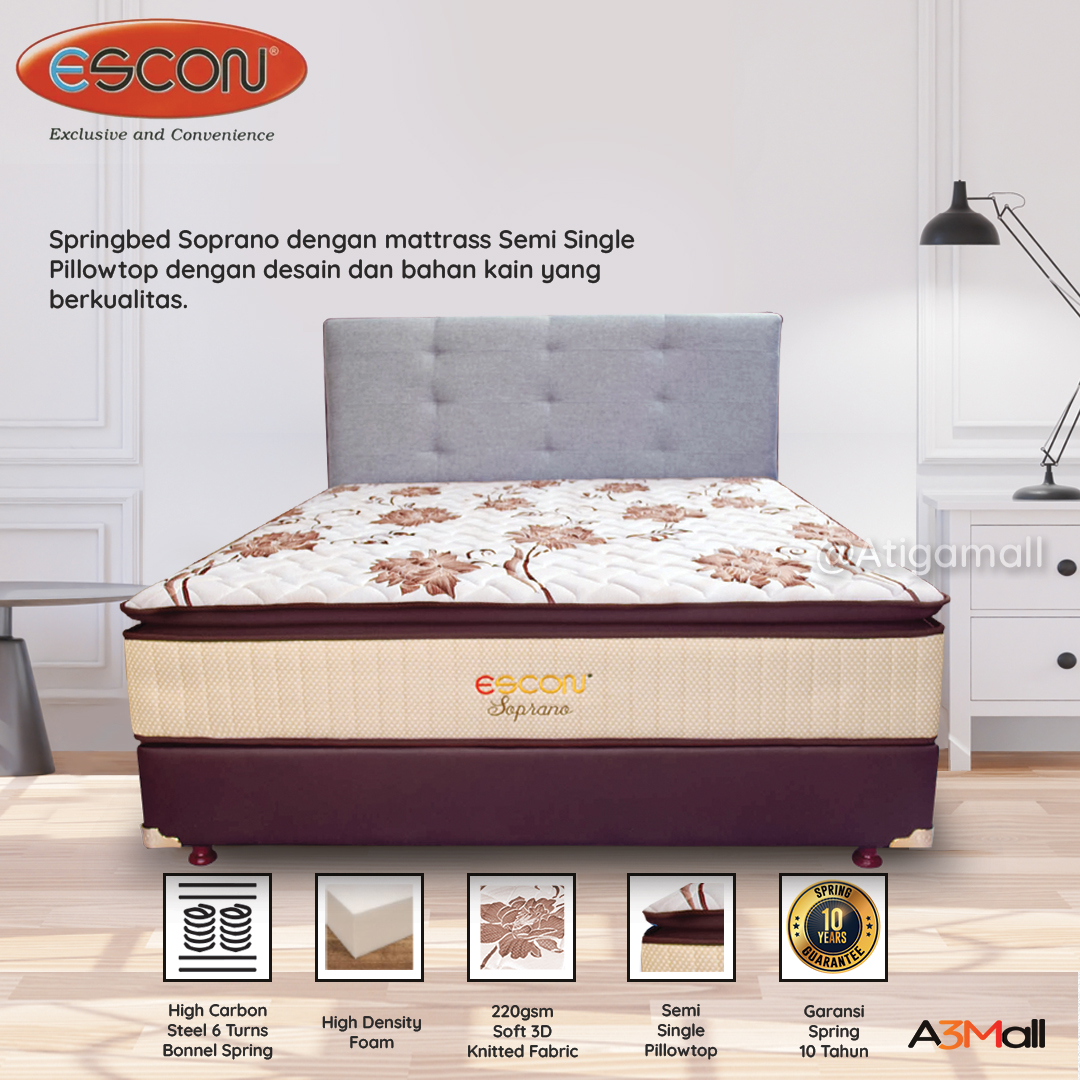 ESCON®
Exclusive and Convenience
Springbed Soprano dengan mattrass Semi Single
Pillowtop dengan desain dan bahan kain yang
berkualitas.
@Atigamall
ESCON
Soprano
SPRING
10
YEARS
GUARANTEE
High Carbon
Steel 6 Turns
Bonnel Spring
High Density
Foam
220gsm
Soft 3D
Knitted Fabric
Semi
Single
Pillowtop
Garansi
Spring
10 Tahun
A3Mall